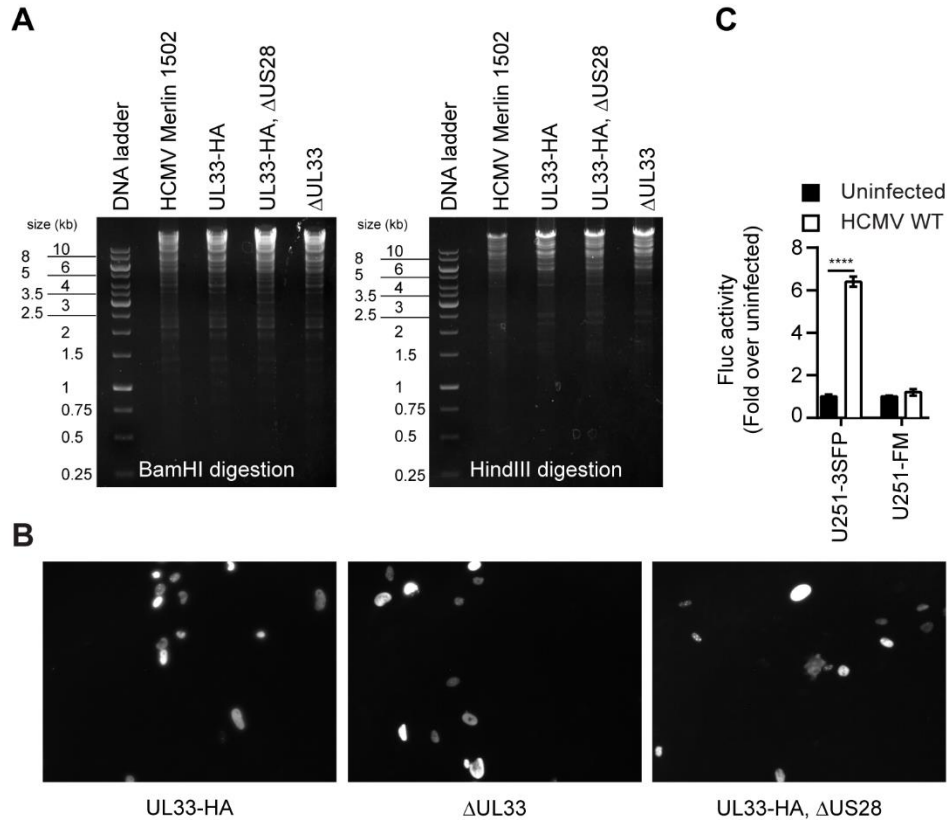 A
DNA ladder
HCMV Merlin 1502
UL33-HA
UL33-HA, ΔUS28
ΔUL33
size (kb)
10
8
6
5
4
3.5
3
2.5
2
1.5
1
0.75
0.5
0.25
BamHI digestion
DNA ladder
HCMV Merlin 1502
UL33-HA
UL33-HA, ΔUS28
ΔUL33
size (kb)
10
8
6
5
4
3.5
3
2.5
2
1.5
1
0.75
0.5
0.25
HindIII digestion
C
Uninfected
HCMV WT
Fluc activity
(Fold over uninfected)
8
6
4
2
0
****
U251-3SFP
U251-FM
B
UL33-HA
ΔUL33
UL33-HA, ΔUS28